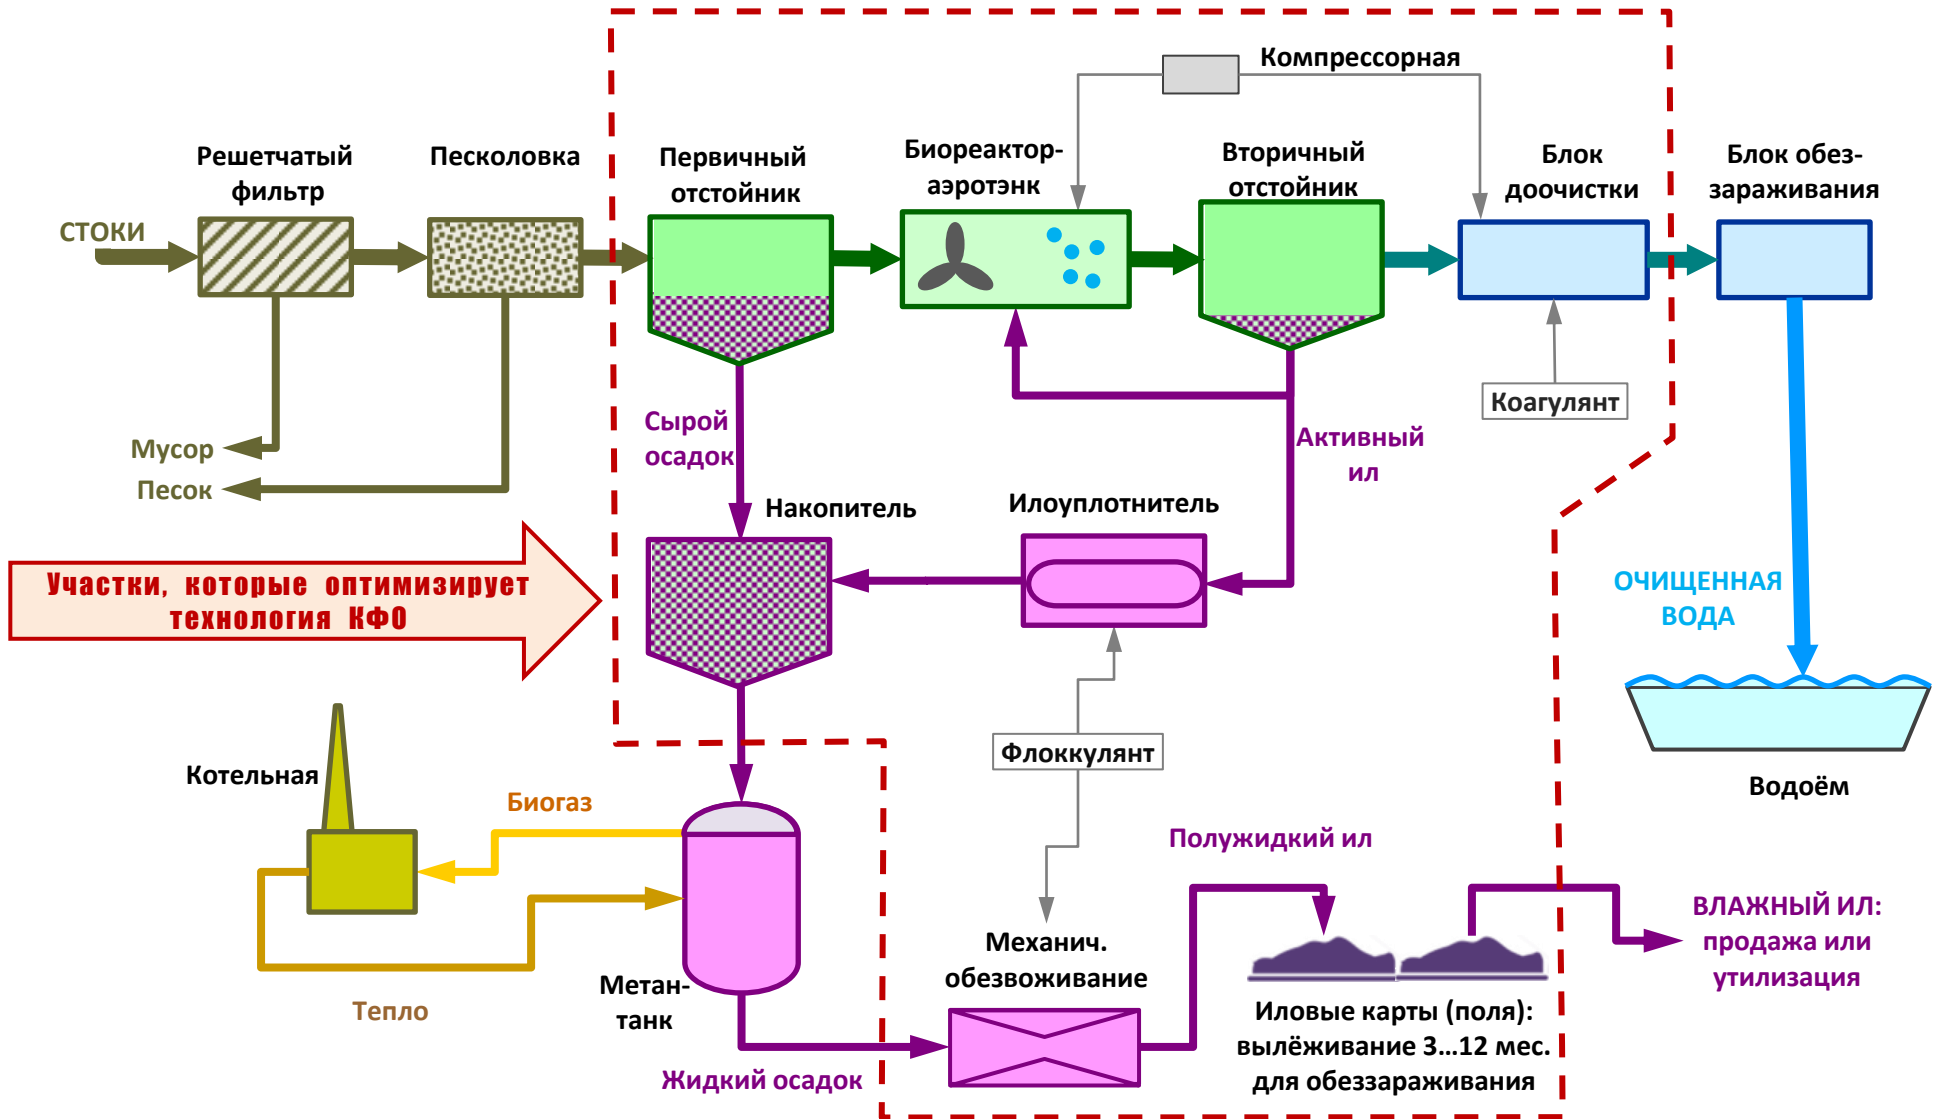 Компрессорная
Решетчатый
фильтр
Песколовка
Первичный
отстойник
Биореактор-
аэротэнк
Вторичный
отстойник
Блок
доочистки
Блок обез-
зараживания
СТОКИ
Коагулянт
Мусор
Песок
Сырой
осадок
Активный
ил
Накопитель
Илоуплотнитель
Участки, которые оптимизирует
технология КФО
ОЧИЩЕННАЯ
ВОДА
Флоккулянт
Водоём
Котельная
Биогаз
Полужидкий ил
Тепло
Метан-
танк
Механич.
обезвоживание
ВЛАЖНЫЙ ИЛ:
продажа или
утилизация
Иловые карты (поля):
вылёживание 3...12 мес.
для обеззараживания
Жидкий осадок